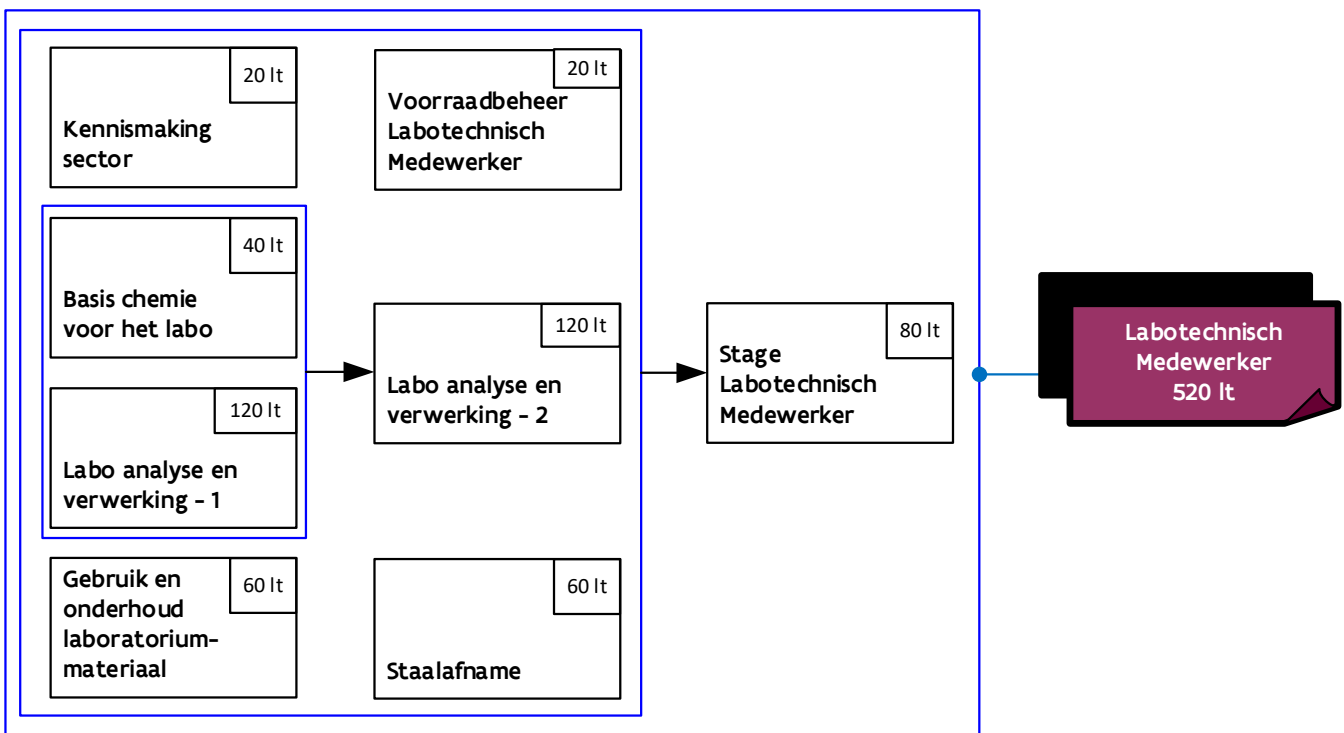 20 lt
Kennismaking
sector
20 lt
Voorraadbeheer
Labotechnisch
Medewerker
40 lt
Basis chemie
voor het labo
120 lt
Labo analyse en
verwerking - 1
120 lt
Labo analyse en
verwerking - 2
80 lt
Stage
Labotechnisch
Medewerker
Labotechnisch
Medewerker
520 lt
60 lt
Gebruik en
onderhoud
laboratorium-
materiaal
60 lt
Staalafname